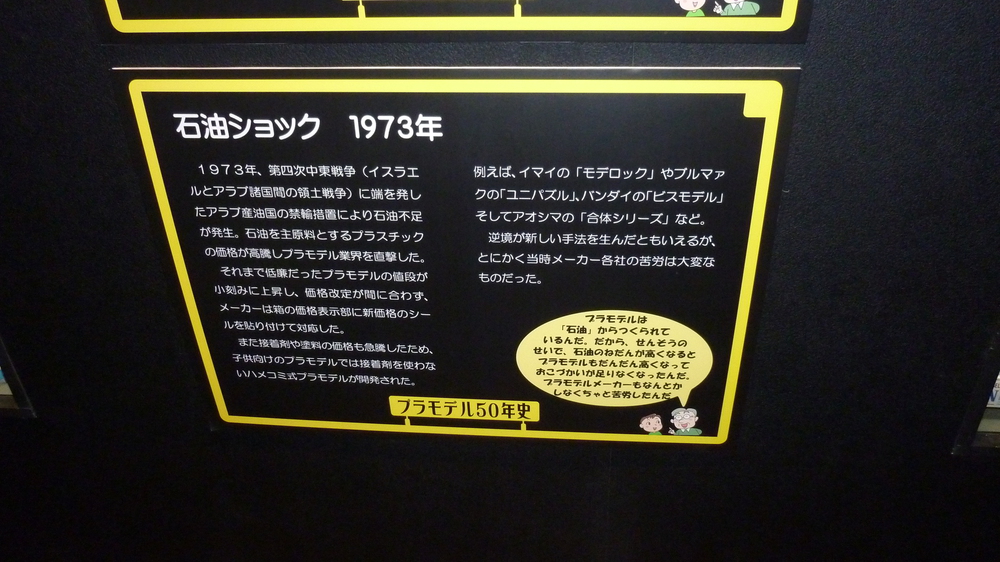 石油ショック　1973年
１９７３年、第四次中東戦争（イスラエ
ルとアラブ諸国間の領土戦争）に端を発し
たアラブ産油国の禁輸措置により石油不足
が発生。石油を主原料とするプラスチック
の価格が高騰しプラモデル業界を直撃した。
それまで低廉だったプラモデルの値段が
小刻みに上昇し、価格改定が間に合わず、
メーカーは箱の価格表示部に新価格のシー
ルを貼り付けて対応した。
また接着剤や塗料の価格も急騰したため、
子供向けのプラモデルでは接着剤を使わな
いハメコミ式プラモデルが開発された。
例えば、イマイの「モデロック」やブルマァ
クの「ユニパズル」、バンダイの「ビスモデル」
そしてアオシマの「合体シリーズ」など。
逆境が新しい手法を生んだともいえるが、
とにかく当時メーカー各社の苦労は大変な
ものだった。
プラモデルは
「石油」からつくられて
いるんだ。だから、せんそうの
せいで、石油のねだんが高くなると
プラモデルもだんだん高くなって
おこづかいが足りなくなったんだ。
プラモデルメーカーもなんとか
しなくちゃと苦労したんだ
プラモデル50年史